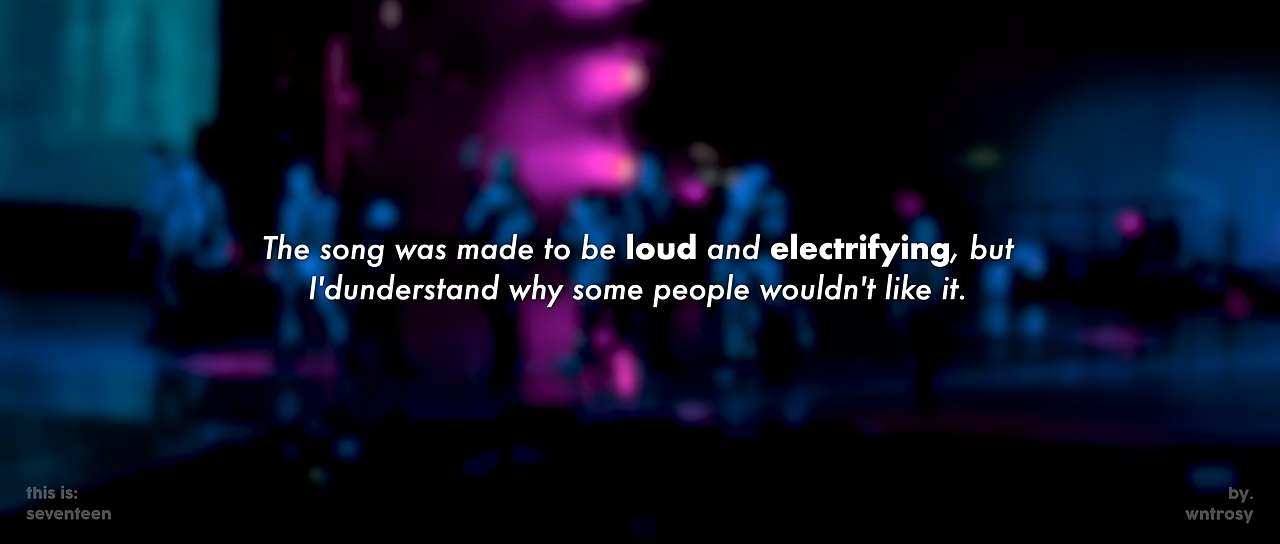 The song was made to be loud and electrifying, but
I'dunderstand why some people wouldn't like it.
this is:
seventeen
by.
wntrosy